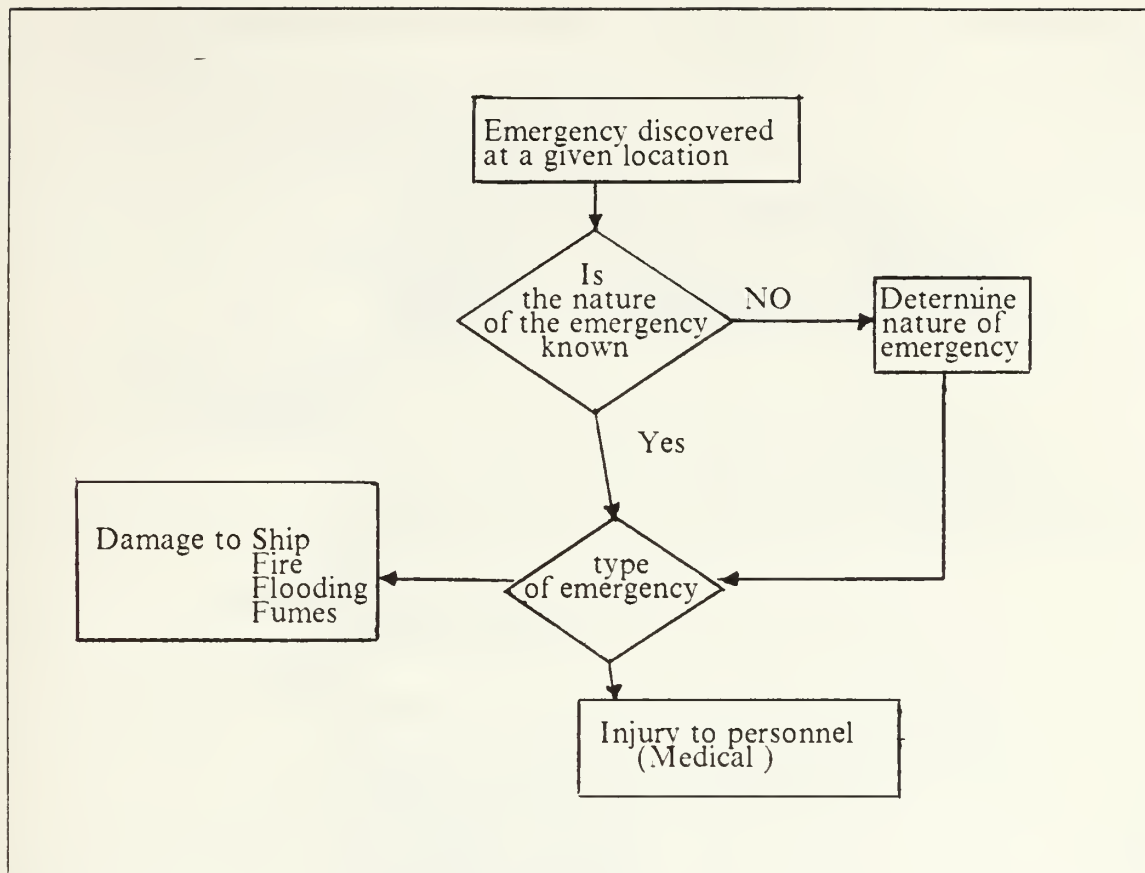 Emergency discovered
at a given location
Is
the nature
of the emergency
known
NO
Determine
nature of
emergency
Yes
type
of emergency
Damage to Ship
Fire
Flooding
Fumes
Injury to personnel
(Medical )